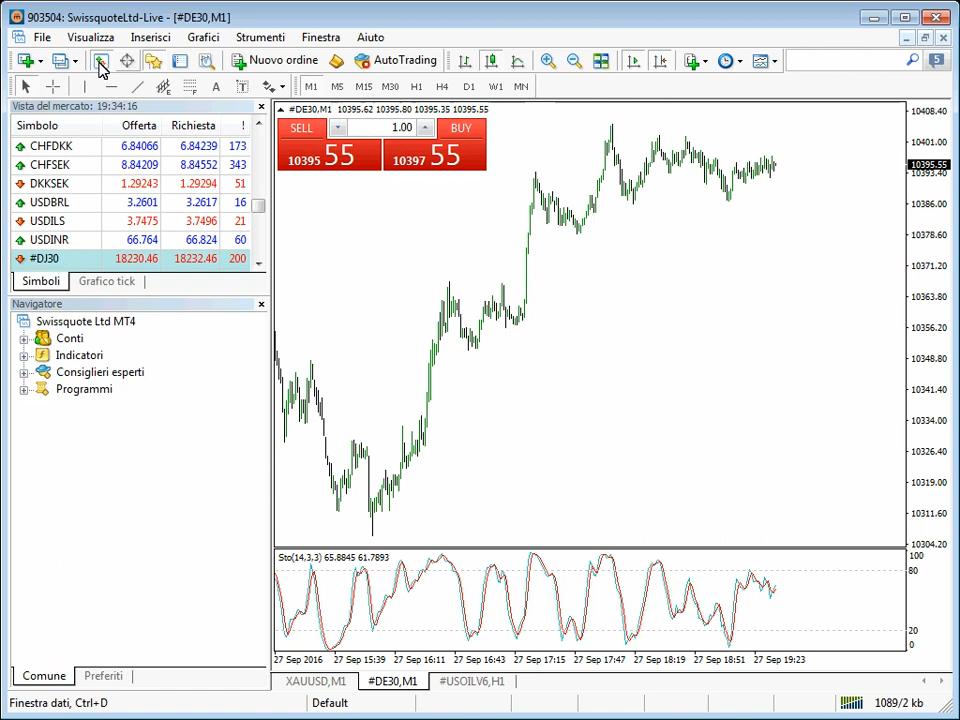 903504: SwissquoteLtd-Live - [#DE30,M1]
File Visualizza Inserisci Grafici Strumenti Finestra Aiuto
Nuovo ordine AutoTrading 5
A T M1 M5 M15 M30 H1 H4 D1 W1 MN
Vista del mercato: 19:34:16
Simbolo Offerta Richiesta !
CHFDKK 6.84066 6.84239 173
CHFSEK 8.84209 8.84552 343
DKKSEK 1.29243 1.29294 51
USDBRL 3.2601 3.2617 16
USDILS 3.7475 3.7496 21
USDINR 66.764 66.824 60
#DJ30 18230.46 18232.46 200
Simboli Grafico tick
Navigatore
Swissquote Ltd MT4
Conti
Indicatori
Consiglieri esperti
Programmi
Comune Preferiti
#DE30,M1 10395.62 10395.80 10395.35 10395.55
SELL 1.00 BUY
10395 55 10397 55
10408.40
10401.00
10395.55
10393.40
10386.00
10378.60
10371.20
10363.80
10356.20
10348.80
10341.40
10334.00
10326.40
10319.00
10311.60
10304.20
Sto(14,3,3) 65.8845 61.7893
100
80
20
0
27 Sep 2016 27 Sep 15:39 27 Sep 16:11 27 Sep 16:43 27 Sep 17:15 27 Sep 17:47 27 Sep 18:19 27 Sep 18:51 27 Sep 19:23
XAUUSD,M1 #DE30,M1 #USOILV6,H1
Finestra dati, Ctrl+D Default 1089/2 kb